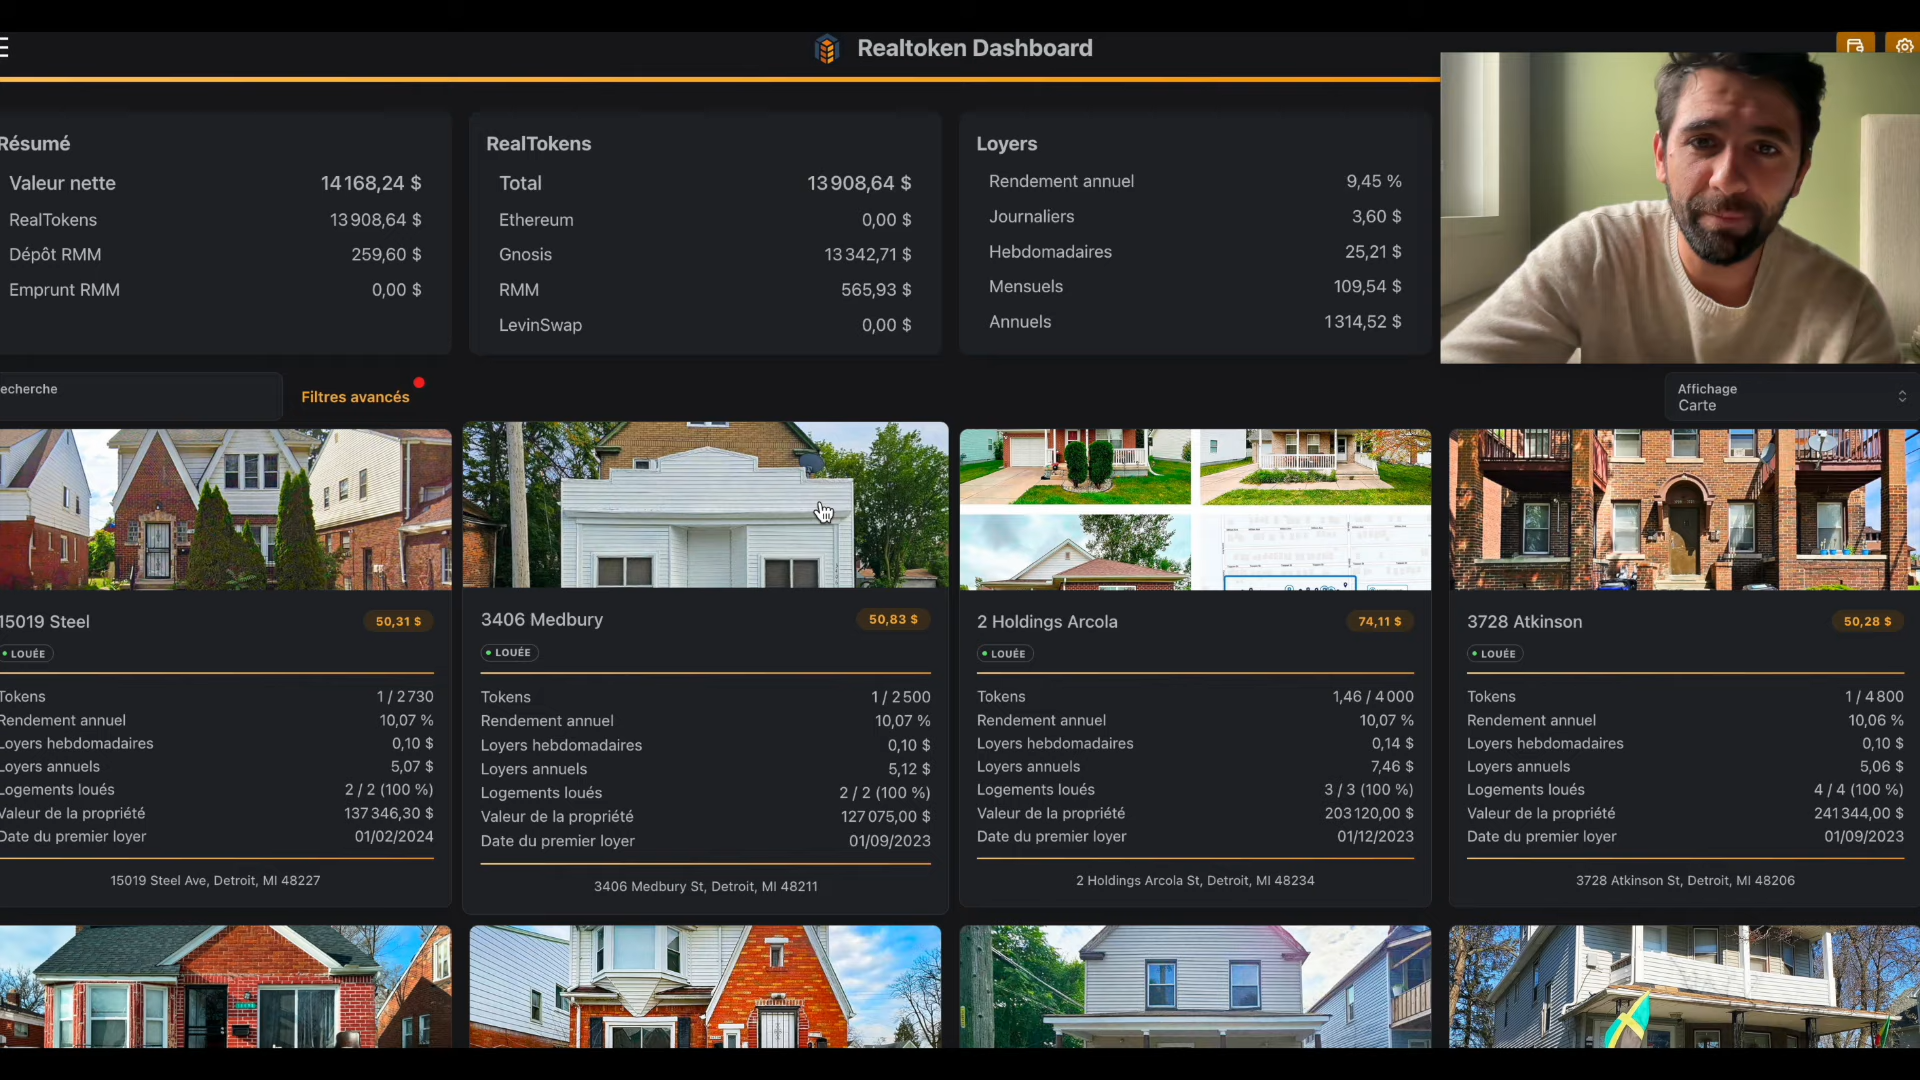 Realtoken Dashboard
Résumé
Valeur nette 14 168,24 $
RealTokens 13 908,64 $
Dépôt RMM 259,60 $
Emprunt RMM 0,00 $
RealTokens
Total 13 908,64 $
Ethereum 0,00 $
Gnosis 13 342,71 $
RMM 565,93 $
LevinSwap 0,00 $
Loyers
Rendement annuel 9,45 %
Journaliers 3,60 $
Hebdomadaires 25,21 $
Mensuels 109,54 $
Annuels 1 314,52 $
echerche
Filtres avancés
Affichage
Carte
15019 Steel 50,31 $
LOUÉE
Tokens 1 / 2 730
Rendement annuel 10,07 %
Loyers hebdomadaires 0,10 $
Loyers annuels 5,07 $
Logements loués 2 / 2 (100 %)
Valeur de la propriété 137 346,30 $
Date du premier loyer 01/02/2024
15019 Steel Ave, Detroit, MI 48227
3406 Medbury 50,83 $
LOUÉE
Tokens 1 / 2 500
Rendement annuel 10,07 %
Loyers hebdomadaires 0,10 $
Loyers annuels 5,12 $
Logements loués 2 / 2 (100 %)
Valeur de la propriété 127 075,00 $
Date du premier loyer 01/09/2023
3406 Medbury St, Detroit, MI 48211
2 Holdings Arcola 74,11 $
LOUÉE
Tokens 1,46 / 4 000
Rendement annuel 10,07 %
Loyers hebdomadaires 0,14 $
Loyers annuels 7,46 $
Logements loués 3 / 3 (100 %)
Valeur de la propriété 203 120,00 $
Date du premier loyer 01/12/2023
2 Holdings Arcola St, Detroit, MI 48234
3728 Atkinson 50,28 $
LOUÉE
Tokens 1 / 4 800
Rendement annuel 10,06 %
Loyers hebdomadaires 0,10 $
Loyers annuels 5,06 $
Logements loués 4 / 4 (100 %)
Valeur de la propriété 241 344,00 $
Date du premier loyer 01/09/2023
3728 Atkinson St, Detroit, MI 48206